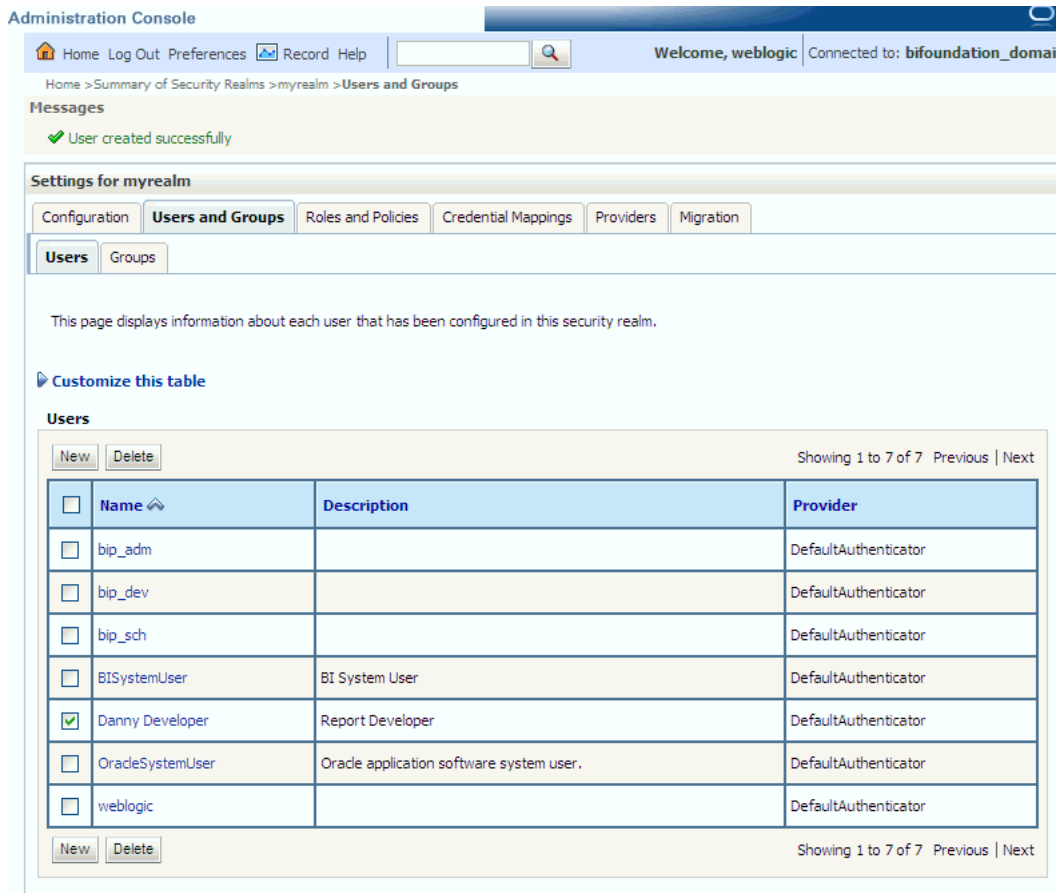 Administration Console
Home Log Out Preferences Record Help
Welcome, weblogic Connected to: bifoundation_domai
Home >Summary of Security Realms >myrealm >Users and Groups
Messages
User created successfully
Settings for myrealm
Configuration Users and Groups Roles and Policies Credential Mappings Providers Migration
Users Groups
This page displays information about each user that has been configured in this security realm.
Customize this table
Users
New Delete Showing 1 to 7 of 7 Previous | Next
Name Description Provider
bip_adm DefaultAuthenticator
bip_dev DefaultAuthenticator
bip_sch DefaultAuthenticator
BISystemUser BI System User DefaultAuthenticator
Danny Developer Report Developer DefaultAuthenticator
OracleSystemUser Oracle application software system user. DefaultAuthenticator
weblogic DefaultAuthenticator
New Delete Showing 1 to 7 of 7 Previous | Next